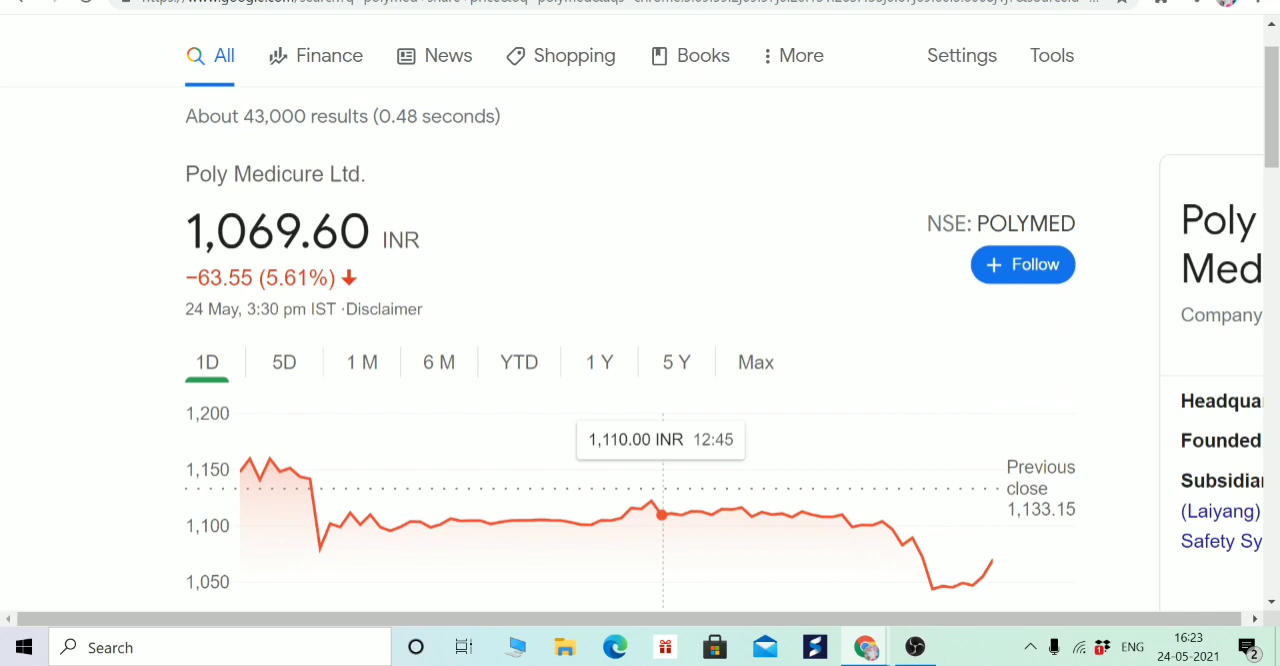 All Finance News Shopping Books More Settings Tools
About 43,000 results (0.48 seconds)
Poly Medicure Ltd.
1,069.60 INR
−63.55 (5.61%)
24 May, 3:30 pm IST ·Disclaimer
NSE: POLYMED
+ Follow
1D 5D 1 M 6 M YTD 1 Y 5 Y Max
1,200
1,150
1,100
1,050
1,110.00 INR 12:45
Previous
close
1,133.15
Poly
Med
Company
Headqua
Founded
Subsidia
(Laiyang)
Safety Sy
Search
ENG
16:23
24-05-2021
2